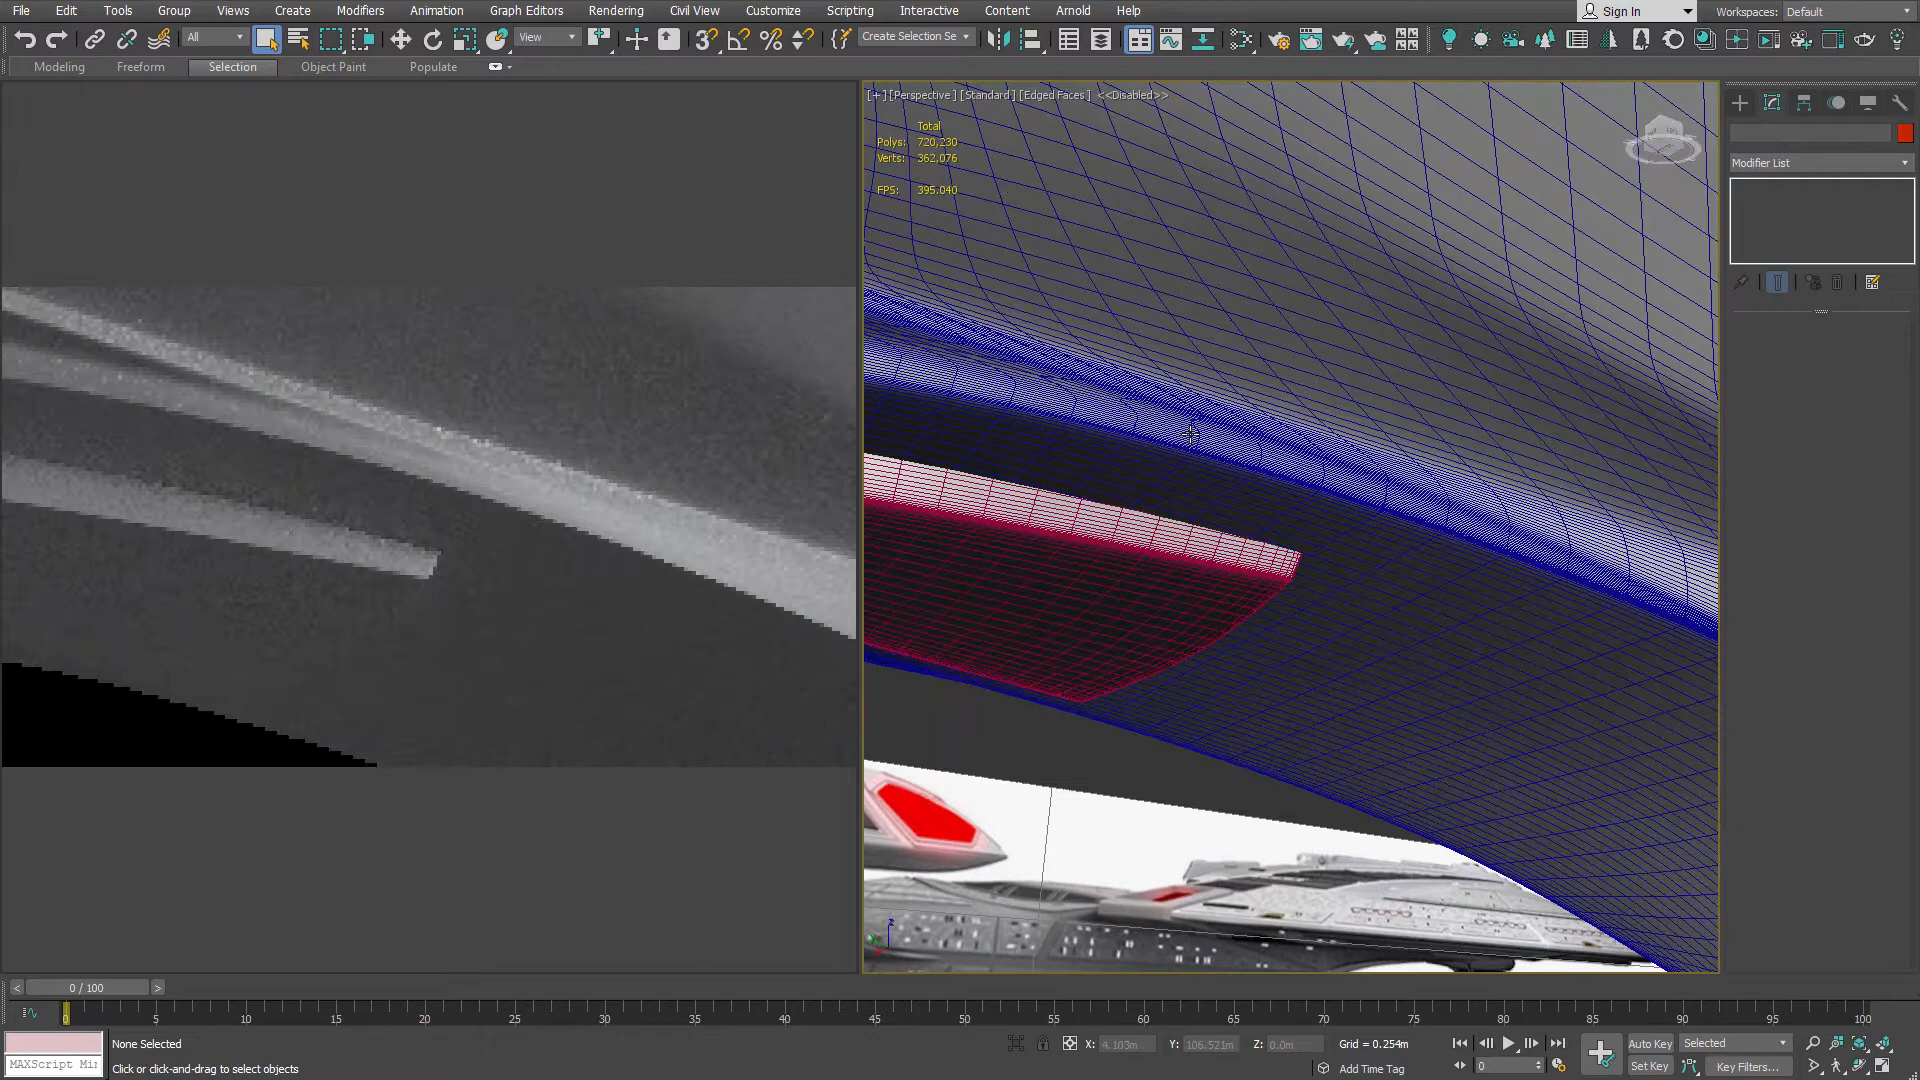 File Edit Tools Group Views Create Modifiers Animation Graph Editors Rendering Civil View Customize Scripting Interactive Content Arnold Help Sign In Workspaces: Default
All View Create Selection Se
Modeling Freeform Selection Object Paint Populate
[+] [Perspective] [Standard] [Edged Faces] <<Disabled>>
Total
Polys: 720,230
Verts: 362,076
FPS: 395.040
Modifier List
< 0 / 100 >
0 5 10 15 20 25 30 35 40 45 50 55 60 65 70 75 80 85 90 95 100
None Selected X: 4.103m Y: 106.521m Z: 0.0m Grid = 0.254m Auto Key Selected
MAXScript Mi Click or click-and-drag to select objects Add Time Tag 0 Set Key Key Filters...